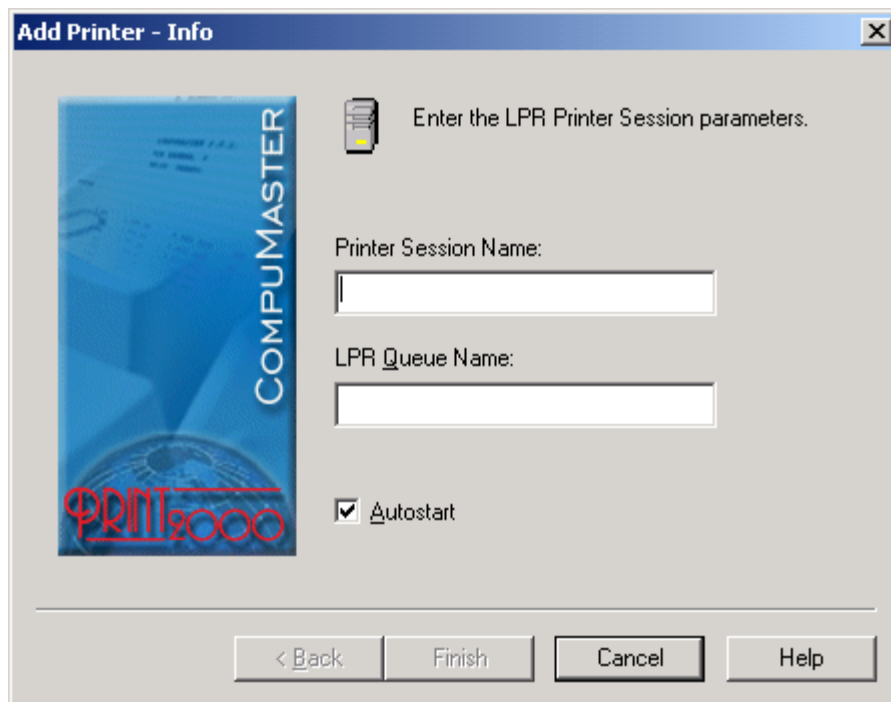 Add Printer - Info
COMPUMASTER
PRINT2000
Enter the LPR Printer Session parameters.
Printer Session Name:
LPR Queue Name:
Autostart
< Back
Finish
Cancel
Help